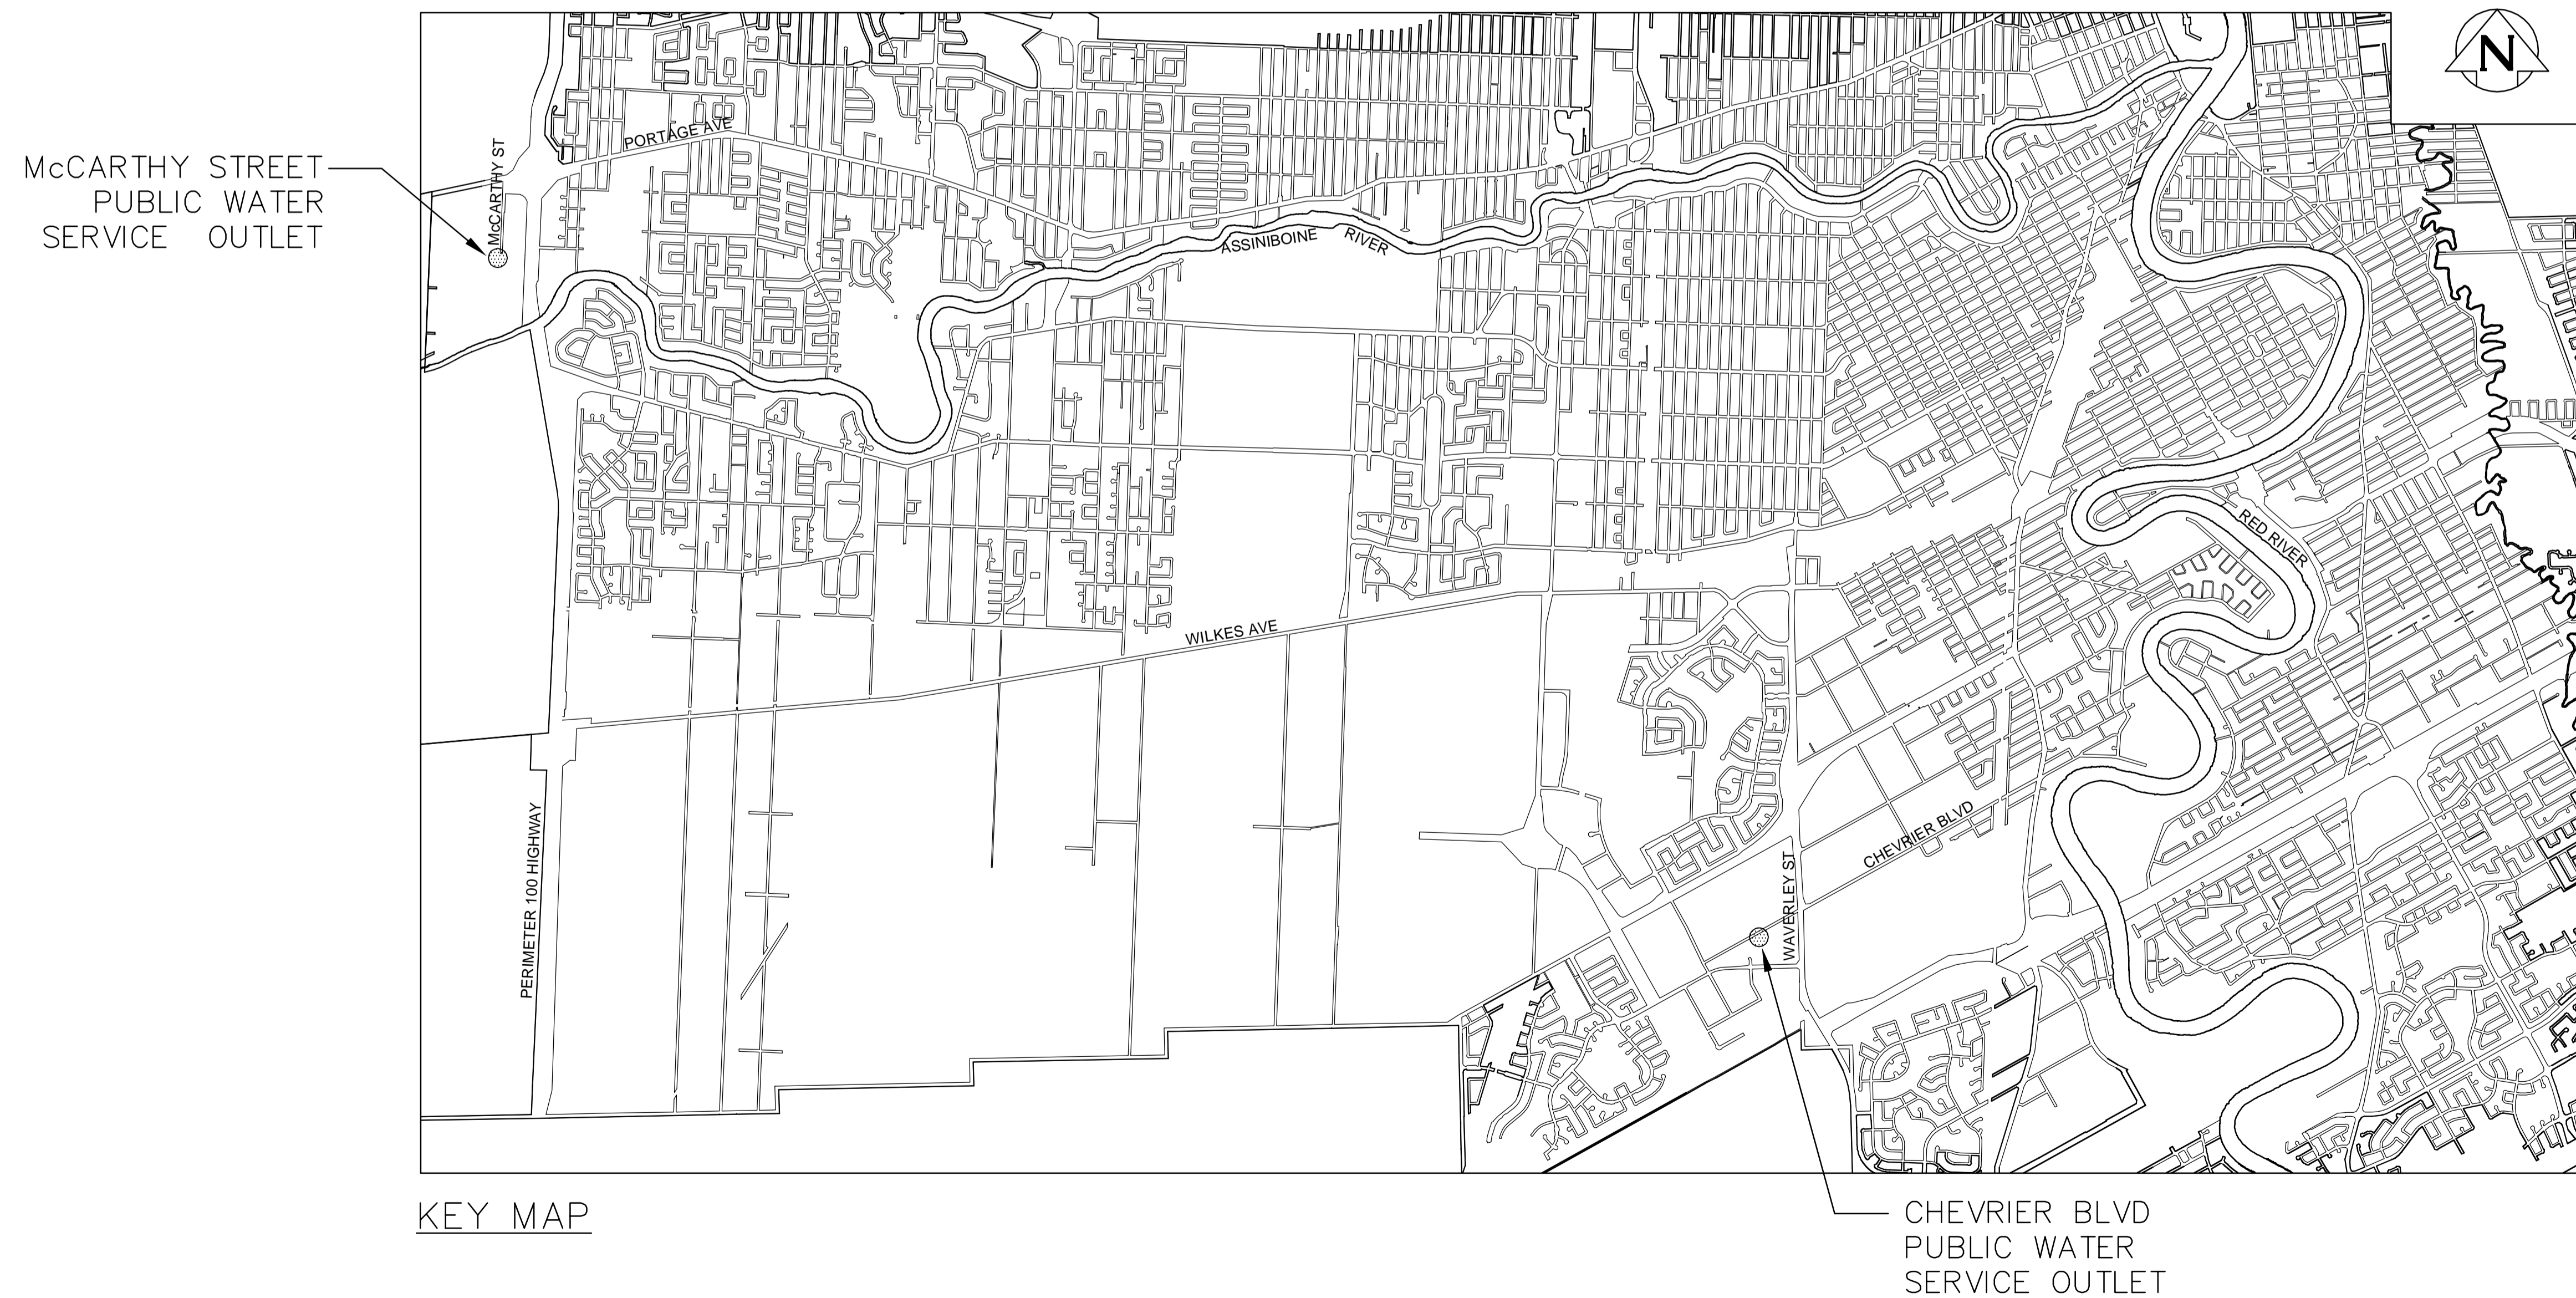 N
McCARTHY STREET
PUBLIC WATER
SERVICE OUTLET
McCARTHY ST
PORTAGE AVE
ASSINIBOINE RIVER
RED RIVER
WILKES AVE
PERIMETER 100 HIGHWAY
CHEVRIER BLVD
WAVERLEY ST
KEY MAP
CHEVRIER BLVD
PUBLIC WATER
SERVICE OUTLET